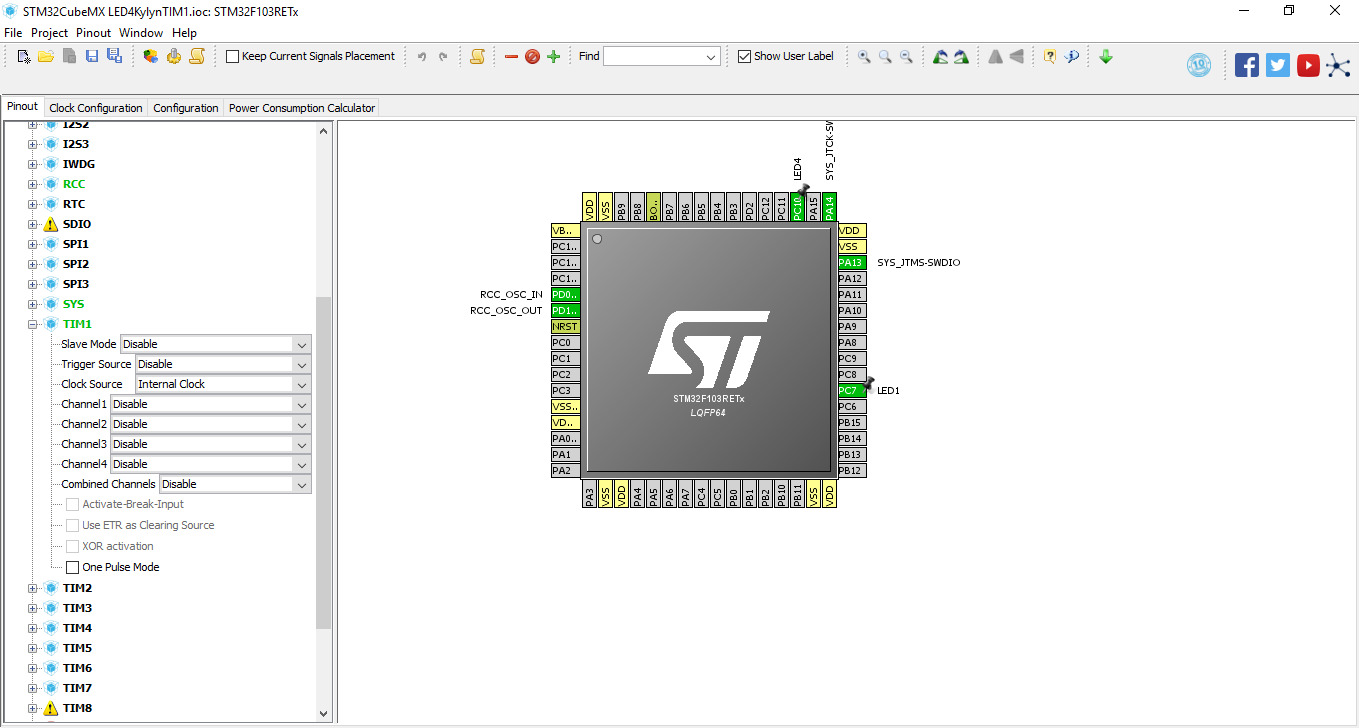 STM32CubeMX LED4KylynTIM1.ioc: STM32F103RETx
File Project Pinout Window Help
Keep Current Signals Placement Find Show User Label
Pinout Clock Configuration Configuration Power Consumption Calculator
I2S2
I2S3
IWDG
RCC
RTC
SDIO
SPI1
SPI2
SPI3
SYS
TIM1
Slave Mode Disable
Trigger Source Disable
Clock Source Internal Clock
Channel1 Disable
Channel2 Disable
Channel3 Disable
Channel4 Disable
Combined Channels Disable
Activate-Break-Input
Use ETR as Clearing Source
XOR activation
One Pulse Mode
TIM2
TIM3
TIM4
TIM5
TIM6
TIM7
TIM8
LED4 SYS_JTCK-SW
VDD VSS PB9 PB8 BO.. PB7 PB6 PB5 PB4 PB3 PD2 PC12 PC11 PC10 PA15 PA14
VB.. VDD
PC1.. VSS
PC1.. PA13 SYS_JTMS-SWDIO
PC1.. PA12
RCC_OSC_IN PD0.. PA11
RCC_OSC_OUT PD1.. PA10
NRST PA9
PC0 PA8
PC1 PC9
PC2 PC8
PC3 PC7 LED1
VSS.. PC6
VD.. PB15
PA0.. PB14
PA1 PB13
PA2 PB12
ST
STM32F103RETx
LQFP64
PA3 VSS VDD PA4 PA5 PA6 PA7 PC4 PC5 PB0 PB1 PB2 PB10 PB11 VSS VDD